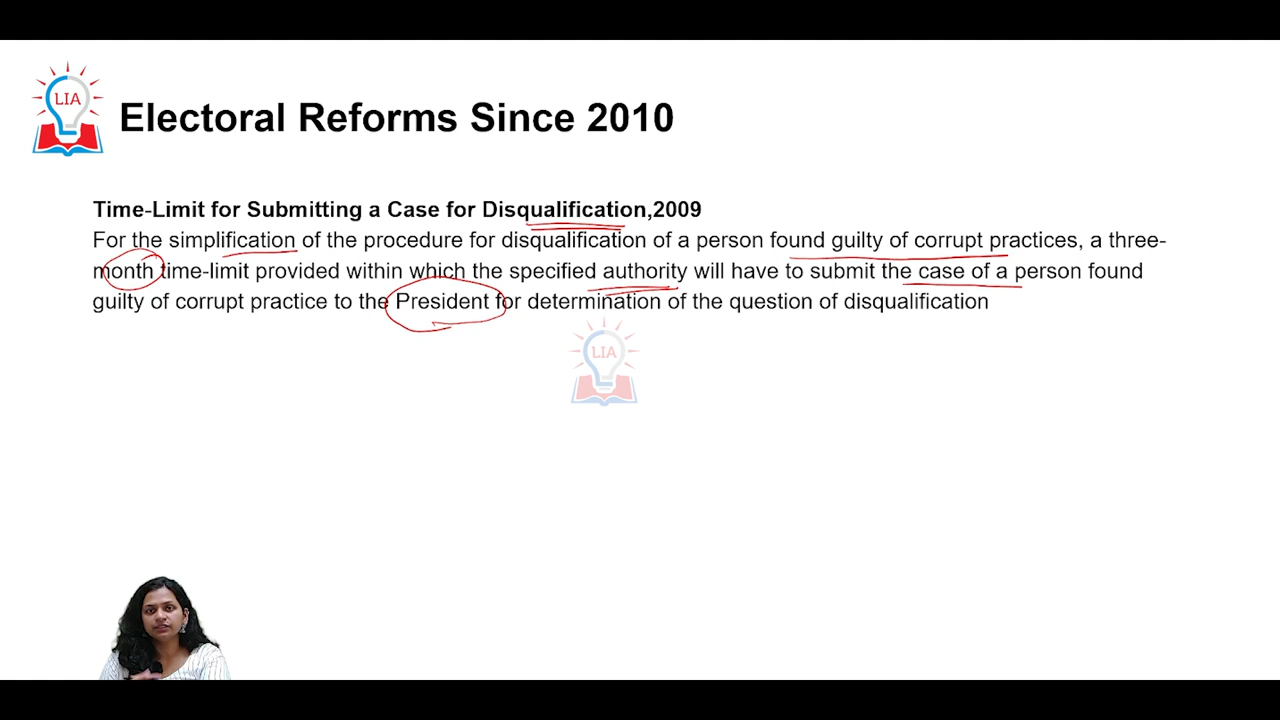 LIA
Electoral Reforms Since 2010
Time-Limit for Submitting a Case for Disqualification,2009
For the simplification of the procedure for disqualification of a person found guilty of corrupt practices, a three-
month time-limit provided within which the specified authority will have to submit the case of a person found
guilty of corrupt practice to the President for determination of the question of disqualification
LIA